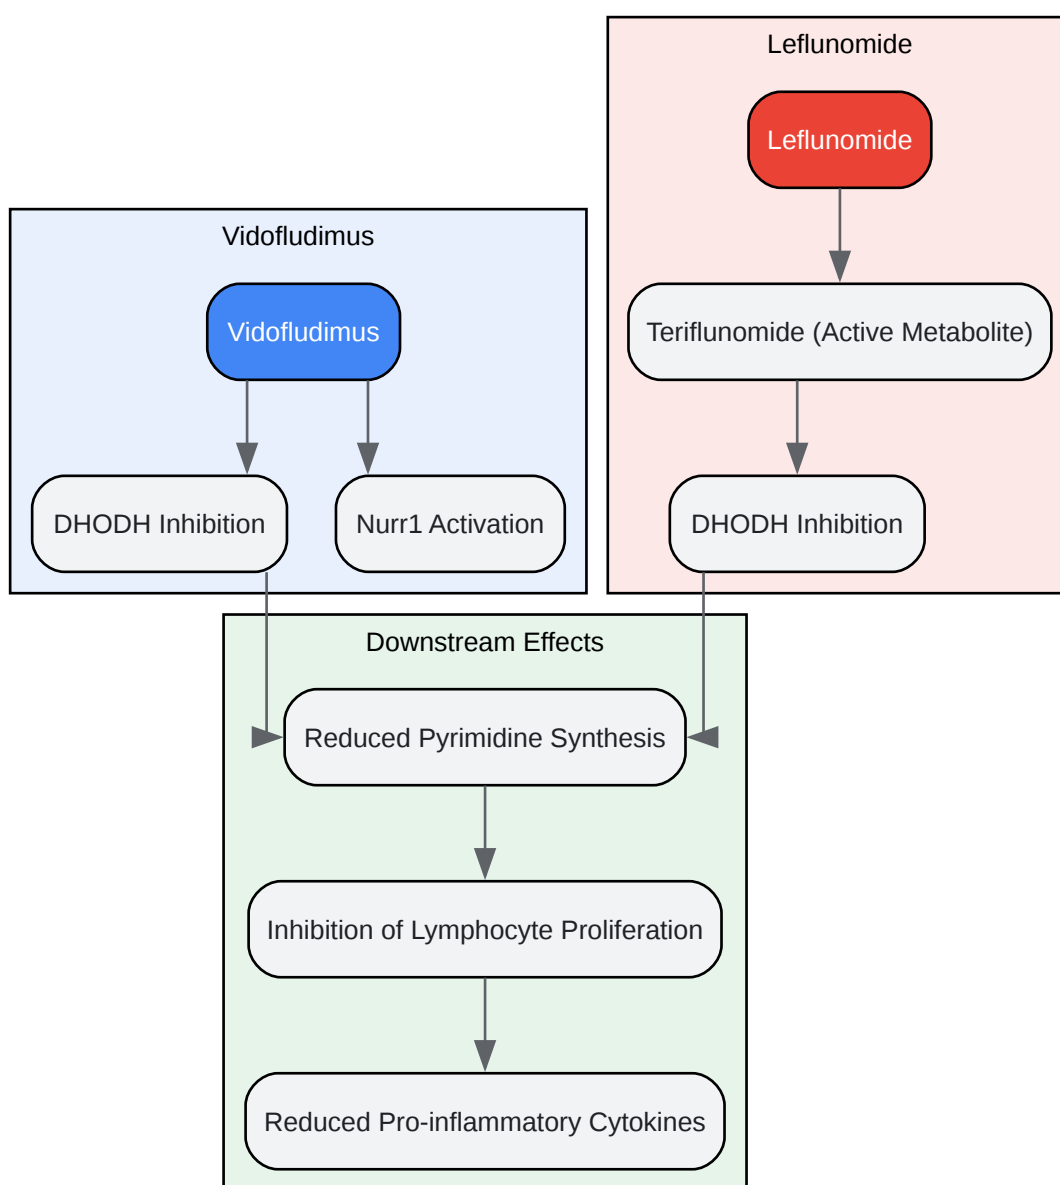 Leflunomide
Leflunomide
Vidofludimus
Vidofludimus
Teriflunomide (Active Metabolite)
DHODH Inhibition
Nurr1 Activation
DHODH Inhibition
Downstream Effects
Reduced Pyrimidine Synthesis
Inhibition of Lymphocyte Proliferation
Reduced Pro-inflammatory Cytokines